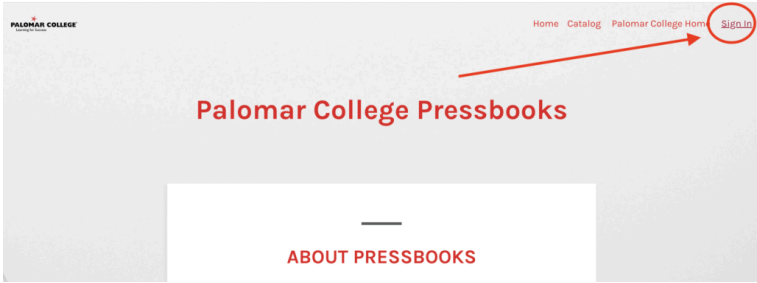 PALOMAR COLLEGE
Learning for Success
Home Catalog Palomar College Home Sign In
Palomar College Pressbooks
ABOUT PRESSBOOKS